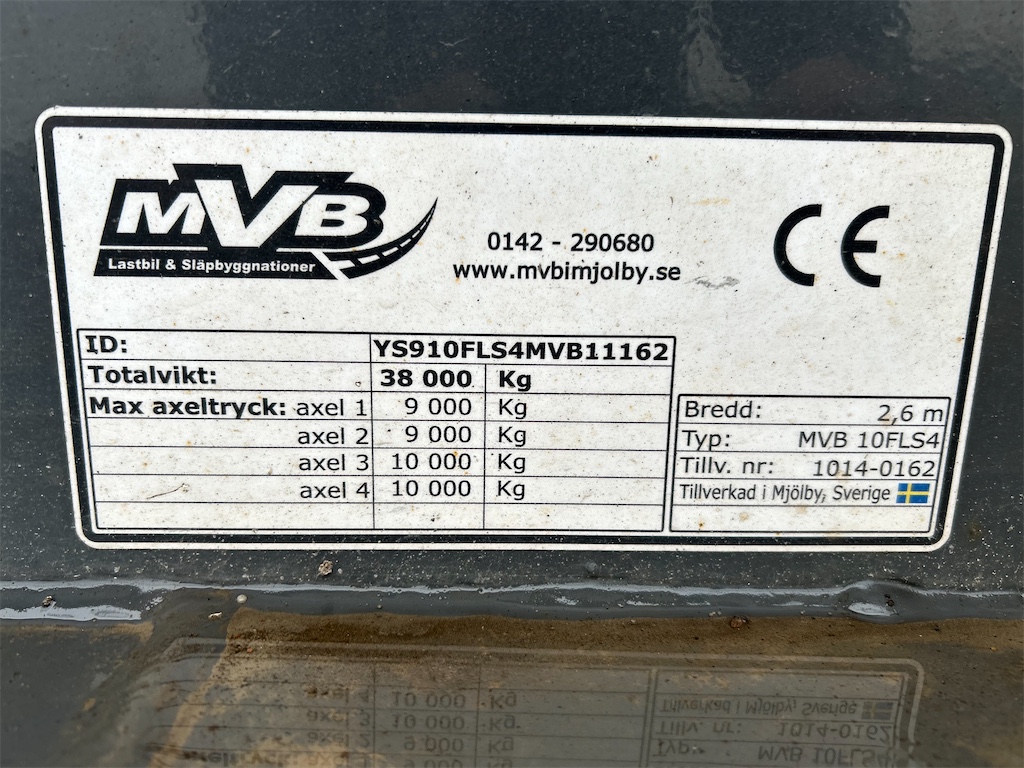 MVB
Lastbil & Släpbyggnationer
0142 - 290680
www.mvbimjolby.se
CE
ID: YS910FLS4MVB11162
Totalvikt: 38 000 Kg
Max axeltryck: axel 1 9 000 Kg
axel 2 9 000 Kg
axel 3 10 000 Kg
axel 4 10 000 Kg
Bredd: 2,6 m
Typ: MVB 10FLS4
Tillv. nr: 1014-0162
Tillverkad i Mjölby, Sverige